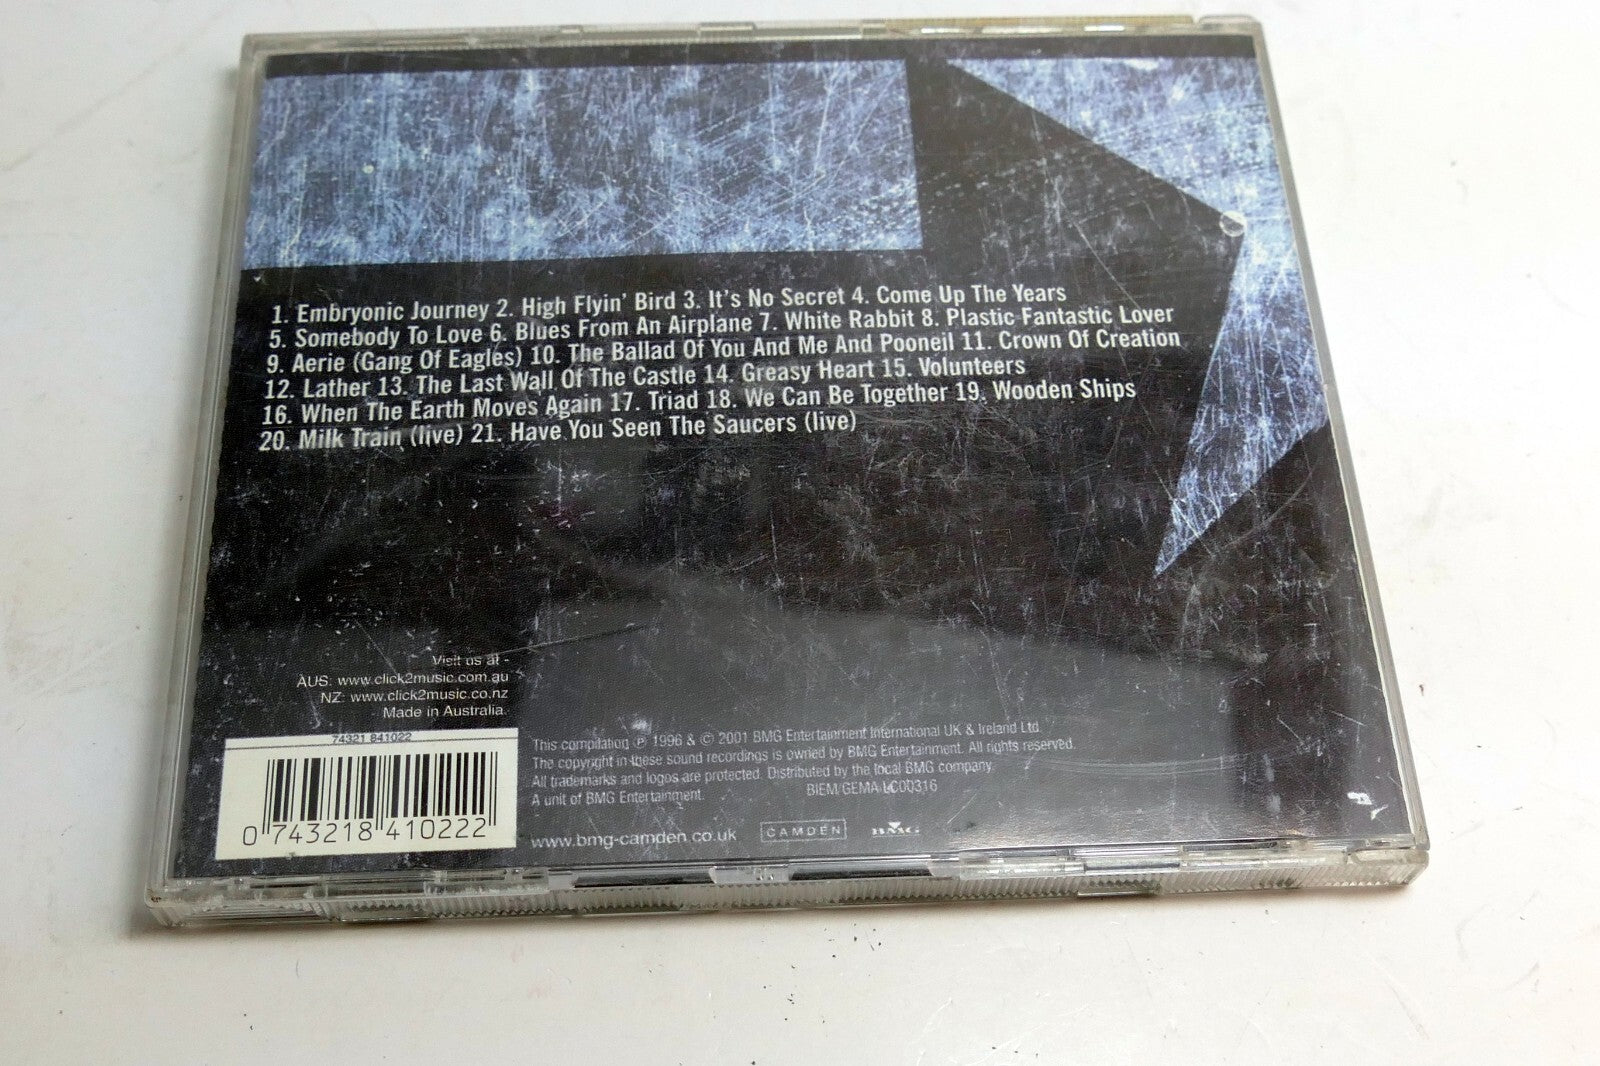 1. Embryonic Journey 2. High Flyin' Bird 3. It's No Secret 4. Come Up The Years
5. Somebody To Love 6. Blues From An Airplane 7. White Rabbit 8. Plastic Fantastic Lover
9. Aerie (Gang Of Eagles) 10. The Ballad Of You And Me And Pooneil 11. Crown Of Creation
12. Lather 13. The Last Wall Of The Castle 14. Greasy Heart 15. Volunteers
16. When The Earth Moves Again 17. Triad 18. We Can Be Together 19. Wooden Ships
20. Milk Train (live) 21. Have You Seen The Saucers (live)
Visit us at -
AUS: www.click2music.com.au
NZ: www.click2music.co.nz
Made in Australia.
74321 841022
0 743218 410222
This compilation ℗ 1996 & © 2001 BMG Entertainment International UK & Ireland Ltd.
The copyright in these sound recordings is owned by BMG Entertainment. All rights reserved.
All trademarks and logos are protected. Distributed by the local BMG company.
A unit of BMG Entertainment. BIEM/GEMA LC00316
www.bmg-camden.co.uk CAMDEN BMG